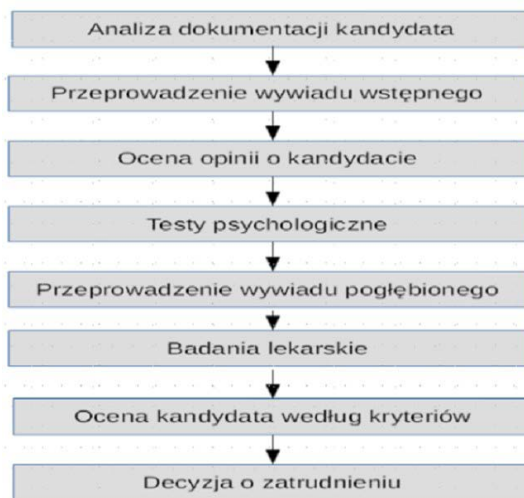 Analiza dokumentacji kandydata
Przeprowadzenie wywiadu wstępnego
Ocena opinii o kandydacie
Testy psychologiczne
Przeprowadzenie wywiadu pogłębionego
Badania lekarskie
Ocena kandydata według kryteriów
Decyzja o zatrudnieniu